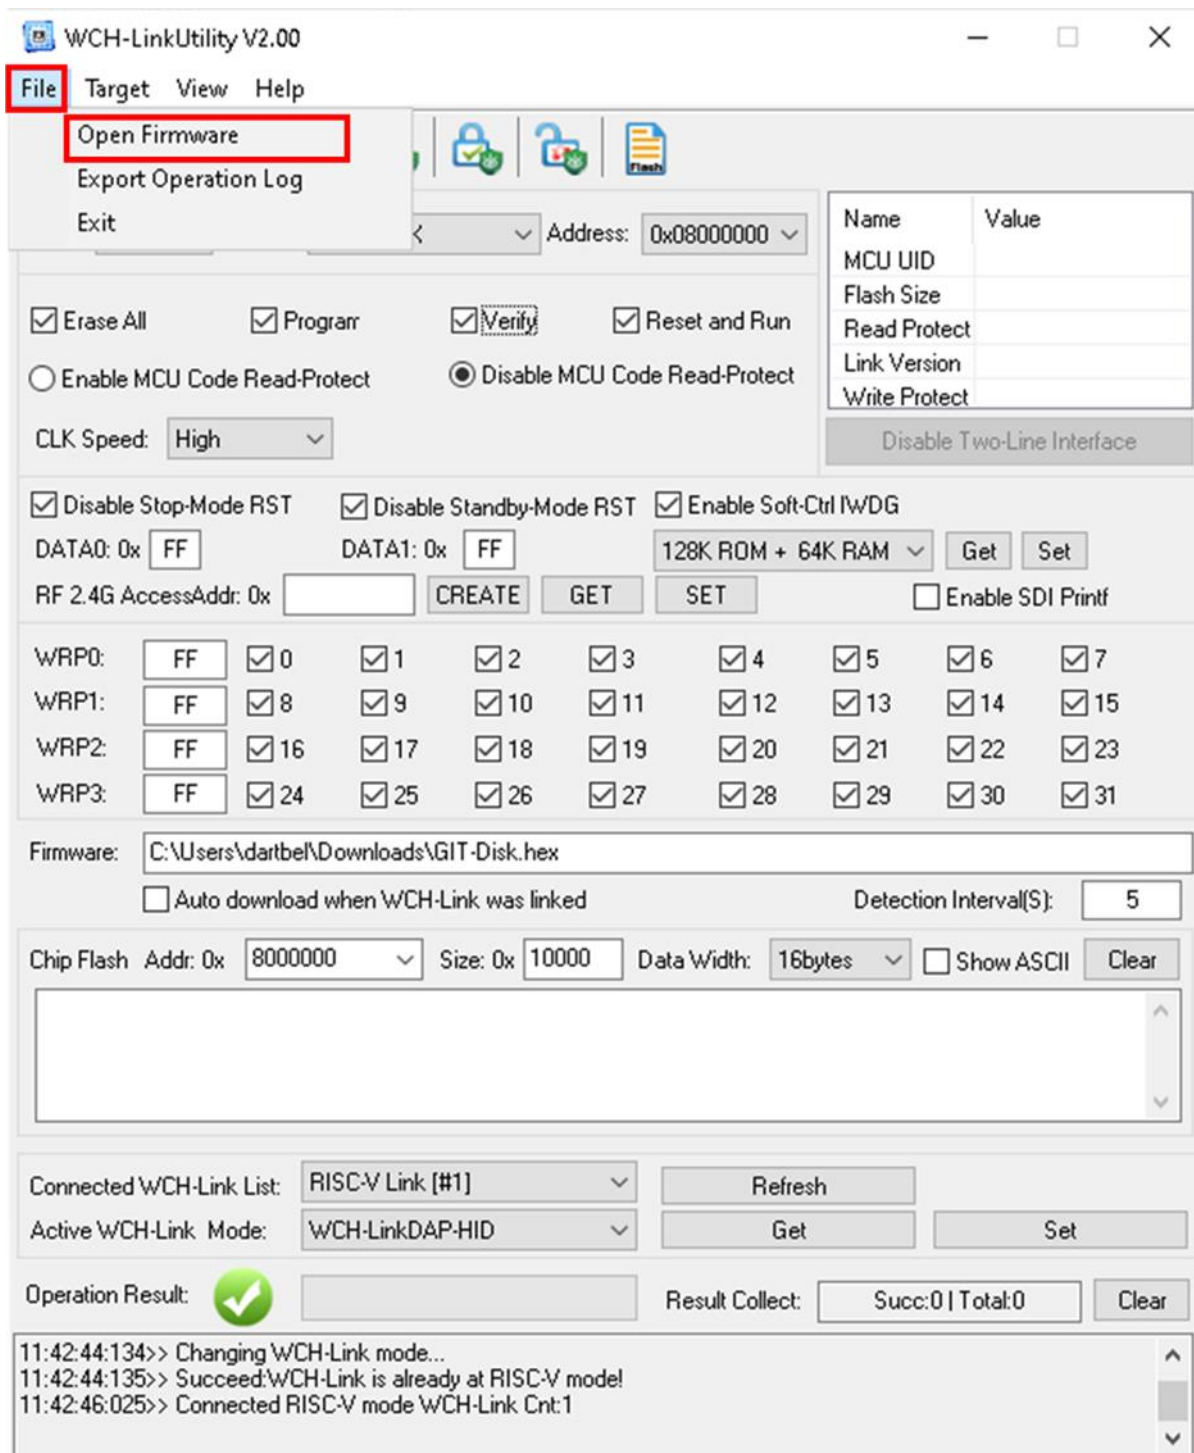 WCH-LinkUtility V2.00
File Target View Help
Open Firmware
Export Operation Log
Exit
Flash
Address: 0x08000000
Name Value
MCU UID
Flash Size
Read Protect
Link Version
Write Protect
Erase All Program Verify Reset and Run
Enable MCU Code Read-Protect Disable MCU Code Read-Protect
CLK Speed: High
Disable Two-Line Interface
Disable Stop-Mode RST Disable Standby-Mode RST Enable Soft-Ctrl IWDG
DATA0: 0x FF DATA1: 0x FF 128K ROM + 64K RAM Get Set
RF 2.4G AccessAddr: 0x CREATE GET SET Enable SDI Printf
WRP0: FF 0 1 2 3 4 5 6 7
WRP1: FF 8 9 10 11 12 13 14 15
WRP2: FF 16 17 18 19 20 21 22 23
WRP3: FF 24 25 26 27 28 29 30 31
Firmware: C:\Users\dartbel\Downloads\GIT-Disk.hex
Auto download when WCH-Link was linked Detection Interval(S): 5
Chip Flash Addr: 0x 8000000 Size: 0x 10000 Data Width: 16bytes Show ASCII Clear
Connected WCH-Link List: RISC-V Link [#1] Refresh
Active WCH-Link Mode: WCH-LinkDAP-HID Get Set
Operation Result: Result Collect: Succ:0 | Total:0 Clear
11:42:44:134>> Changing WCH-Link mode...
11:42:44:135>> Succeed:WCH-Link is already at RISC-V mode!
11:42:46:025>> Connected RISC-V mode WCH-Link Cnt:1